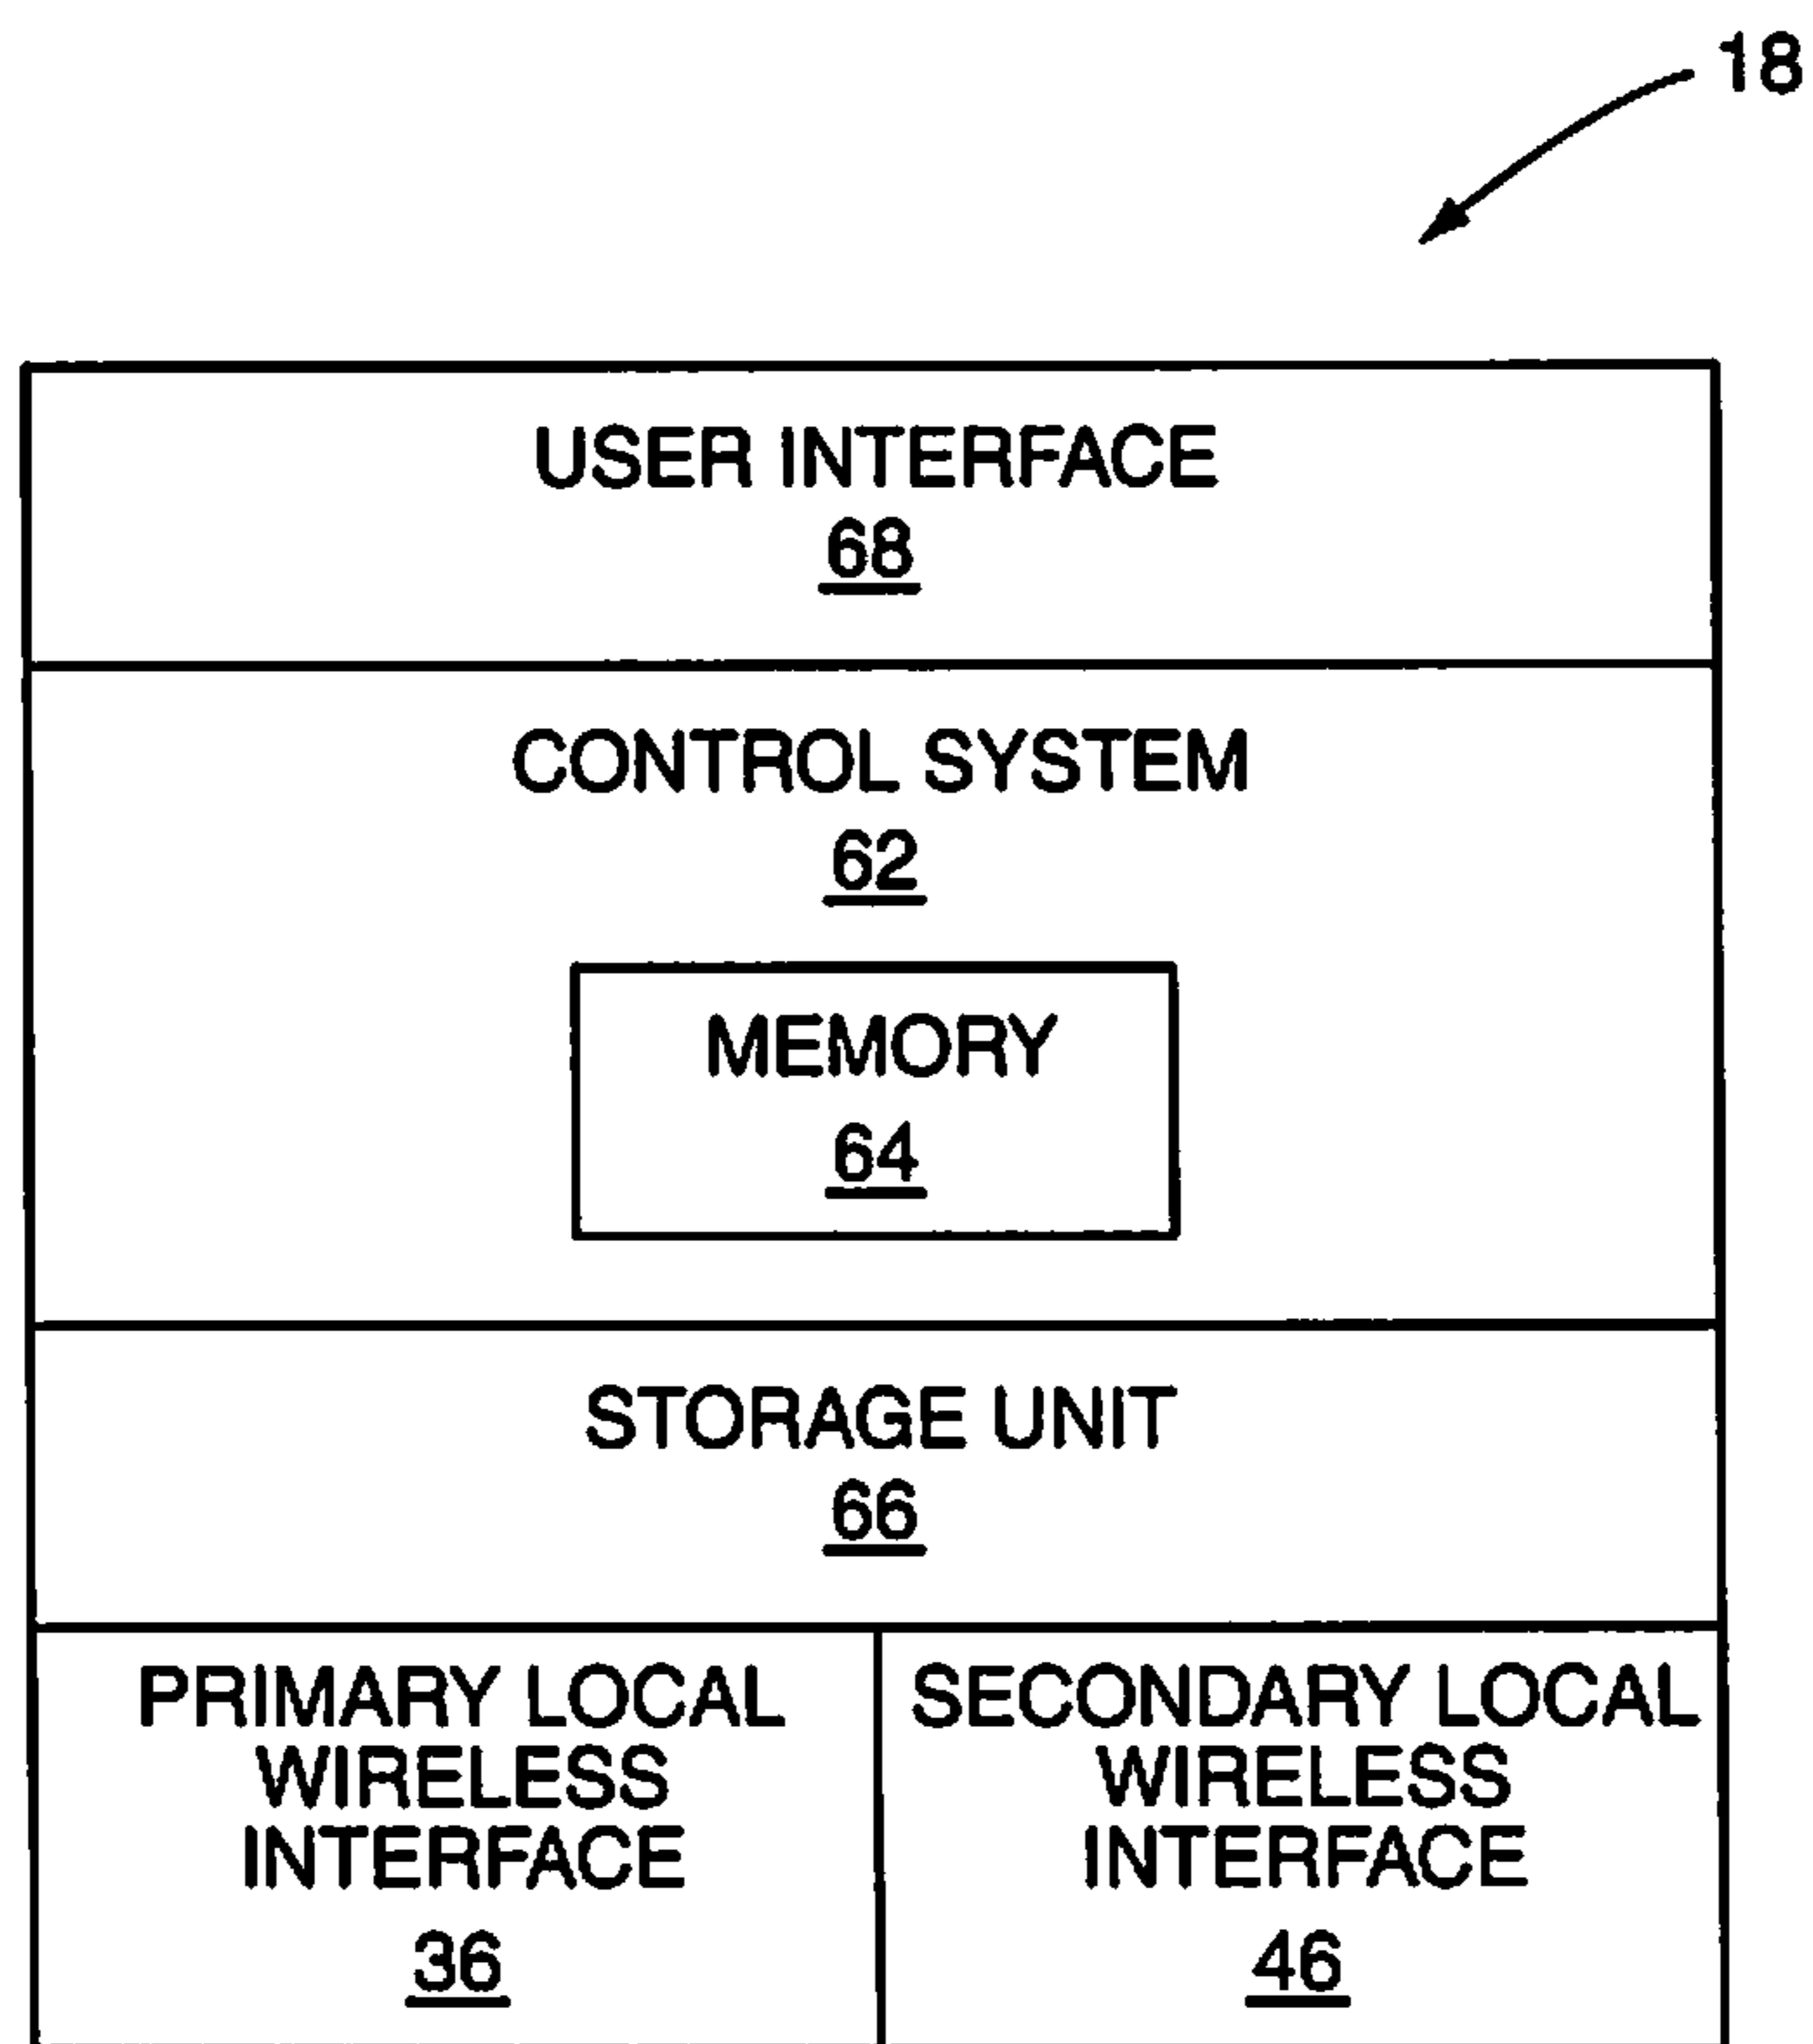 18
USER INTERFACE
68
CONTROL SYSTEM
62
MEMORY
64
STORAGE UNIT
66
PRIMARY LOCAL
WIRELESS
INTERFACE
36
SECONDARY LOCAL
WIRELESS
INTERFACE
46